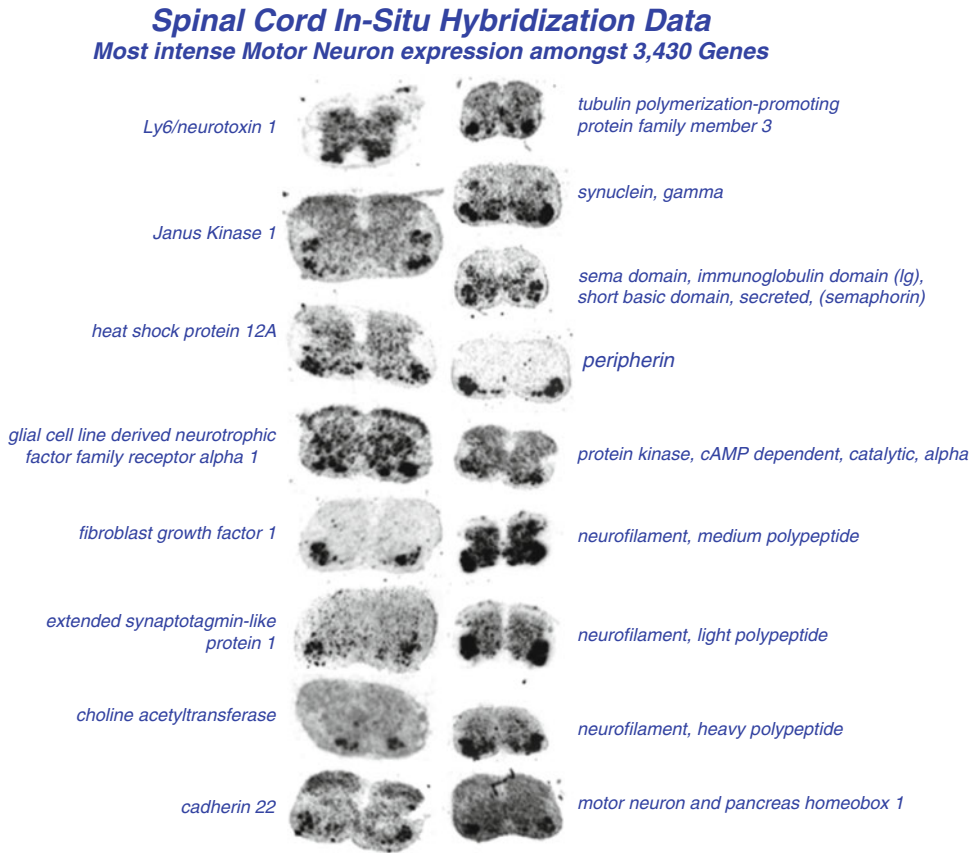 Spinal Cord In-Situ Hybridization Data
Most intense Motor Neuron expression amongst 3,430 Genes
Ly6/neurotoxin 1
Janus Kinase 1
heat shock protein 12A
glial cell line derived neurotrophic
factor family receptor alpha 1
fibroblast growth factor 1
extended synaptotagmin-like
protein 1
choline acetyltransferase
cadherin 22
tubulin polymerization-promoting
protein family member 3
synuclein, gamma
sema domain, immunoglobulin domain (Ig),
short basic domain, secreted, (semaphorin)
peripherin
protein kinase, cAMP dependent, catalytic, alpha
neurofilament, medium polypeptide
neurofilament, light polypeptide
neurofilament, heavy polypeptide
motor neuron and pancreas homeobox 1